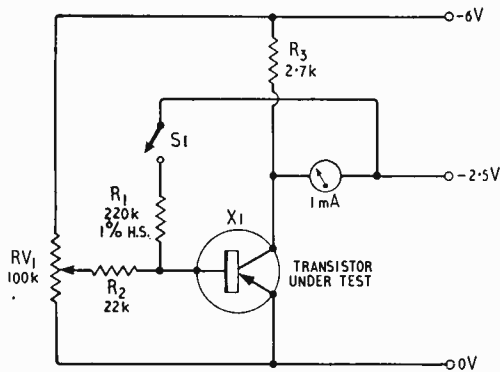 -6V
R3
2·7k
S1
-2·5V
1mA
R1
220k
1% H.S.
X1
RV1
100k
R2
22k
TRANSISTOR
UNDER TEST
0V